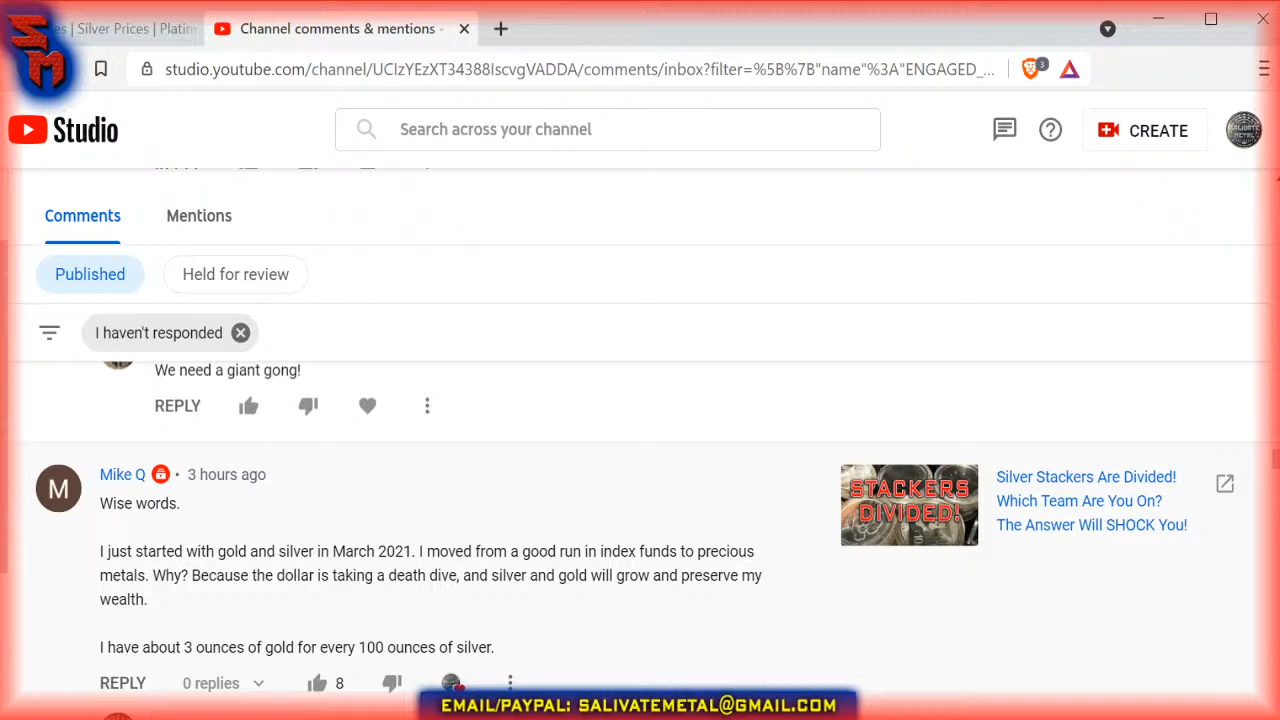 SM
es | Silver Prices | Platin
Channel comments & mentions -
studio.youtube.com/channel/UCIzYEzXT34388IscvgVADDA/comments/inbox?filter=%5B%7B"name"%3A"ENGAGED_...
3
Studio
Search across your channel
CREATE
SALIVATE METAL
Comments
Mentions
Published
Held for review
I haven't responded
We need a giant gong!
REPLY
M
Mike Q • 3 hours ago
Wise words.
I just started with gold and silver in March 2021. I moved from a good run in index funds to precious
metals. Why? Because the dollar is taking a death dive, and silver and gold will grow and preserve my
wealth.
I have about 3 ounces of gold for every 100 ounces of silver.
REPLY
0 replies
8
STACKERS
DIVIDED!
Silver Stackers Are Divided!
Which Team Are You On?
The Answer Will SHOCK You!
EMAIL/PAYPAL: SALIVATEMETAL@GMAIL.COM